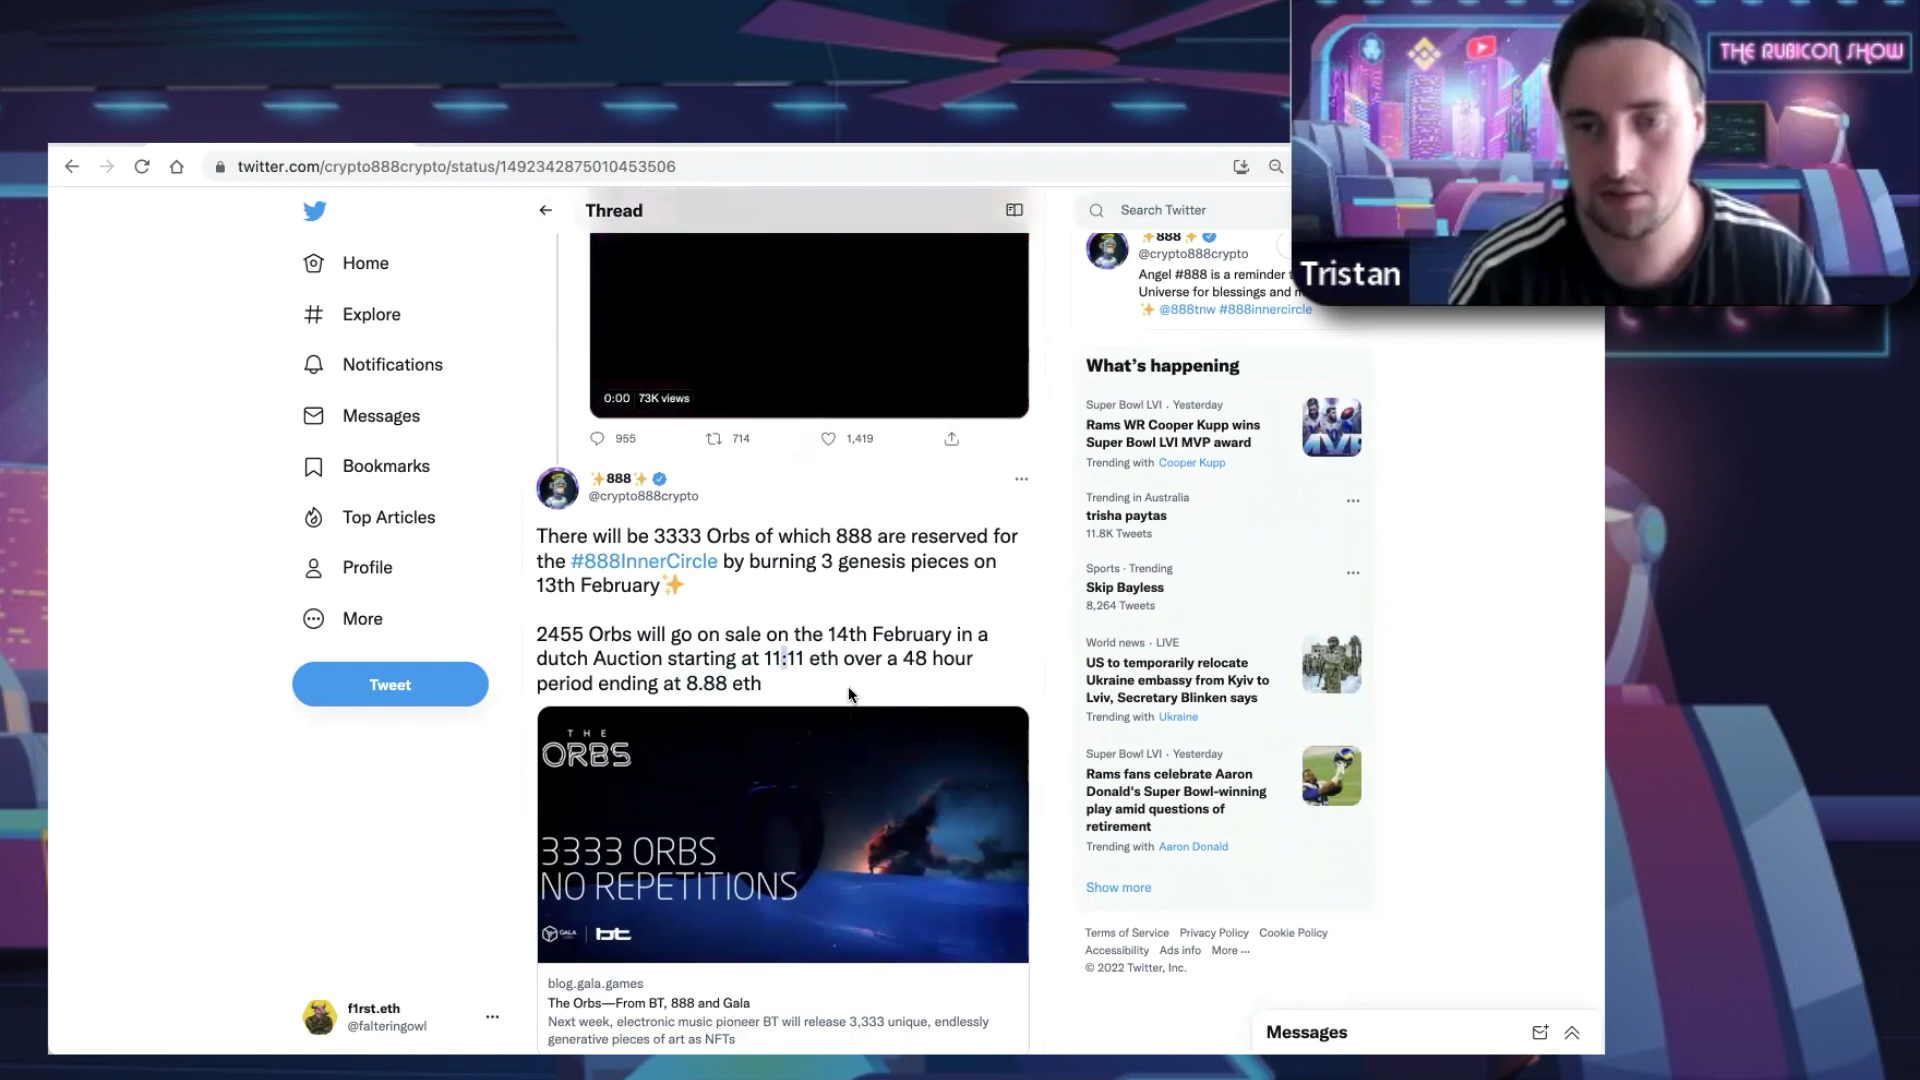 THE RUBICON SHOW
Tristan
twitter.com/crypto888crypto/status/1492342875010453506
Home
Explore
Notifications
Messages
Bookmarks
Top Articles
Profile
More
Tweet
f1rst.eth
@falteringowl
Thread
0:00 73K views
955 714 1,419
✨888✨
@crypto888crypto
There will be 3333 Orbs of which 888 are reserved for
the #888InnerCircle by burning 3 genesis pieces on
13th February✨
2455 Orbs will go on sale on the 14th February in a
dutch Auction starting at 11:11 eth over a 48 hour
period ending at 8.88 eth
THE
ORBS
3333 ORBS
NO REPETITIONS
GALA bt
blog.gala.games
The Orbs—From BT, 888 and Gala
Next week, electronic music pioneer BT will release 3,333 unique, endlessly
generative pieces of art as NFTs
Search Twitter
✨888✨
@crypto888crypto
Angel #888 is a reminder
Universe for blessings and
✨ @888tnw #888innercircle
What's happening
Super Bowl LVI · Yesterday
Rams WR Cooper Kupp wins
Super Bowl LVI MVP award
Trending with Cooper Kupp
Trending in Australia
trisha paytas
11.8K Tweets
Sports · Trending
Skip Bayless
8,264 Tweets
World news · LIVE
US to temporarily relocate
Ukraine embassy from Kyiv to
Lviv, Secretary Blinken says
Trending with Ukraine
Super Bowl LVI · Yesterday
Rams fans celebrate Aaron
Donald's Super Bowl-winning
play amid questions of
retirement
Trending with Aaron Donald
Show more
Terms of Service Privacy Policy Cookie Policy
Accessibility Ads info More ···
© 2022 Twitter, Inc.
Messages